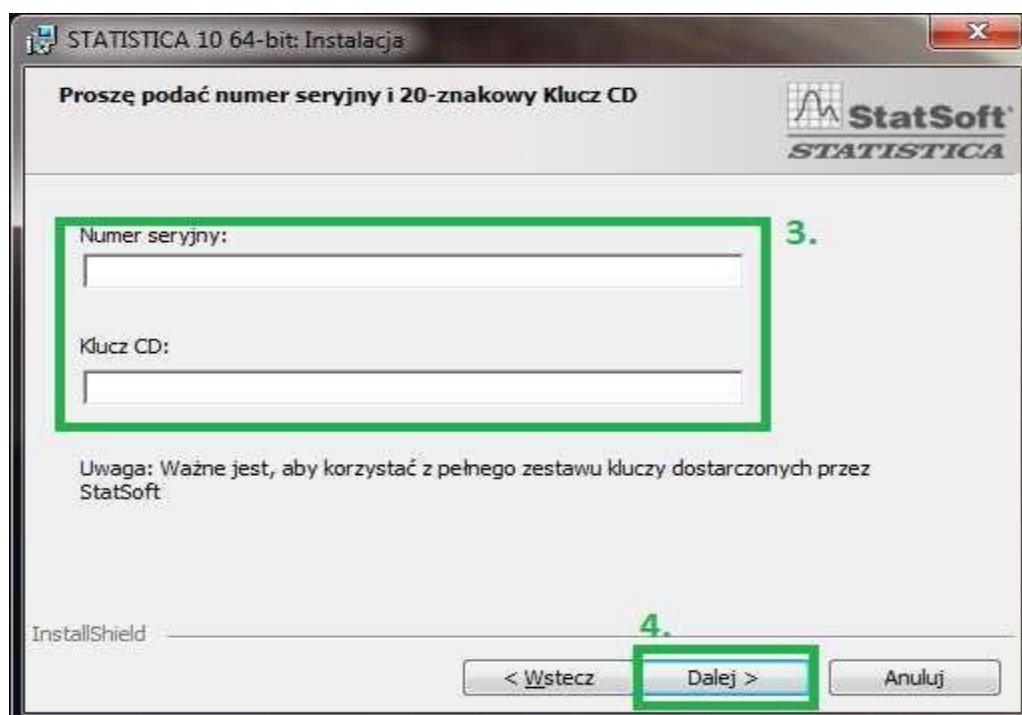 STATISTICA 10 64-bit: Instalacja
Proszę podać numer seryjny i 20-znakowy Klucz CD
StatSoft®
STATISTICA
Numer seryjny:
3.
Klucz CD:
Uwaga: Ważne jest, aby korzystać z pełnego zestawu kluczy dostarczonych przez
StatSoft
4.
InstallShield
< Wstecz
Dalej >
Anuluj